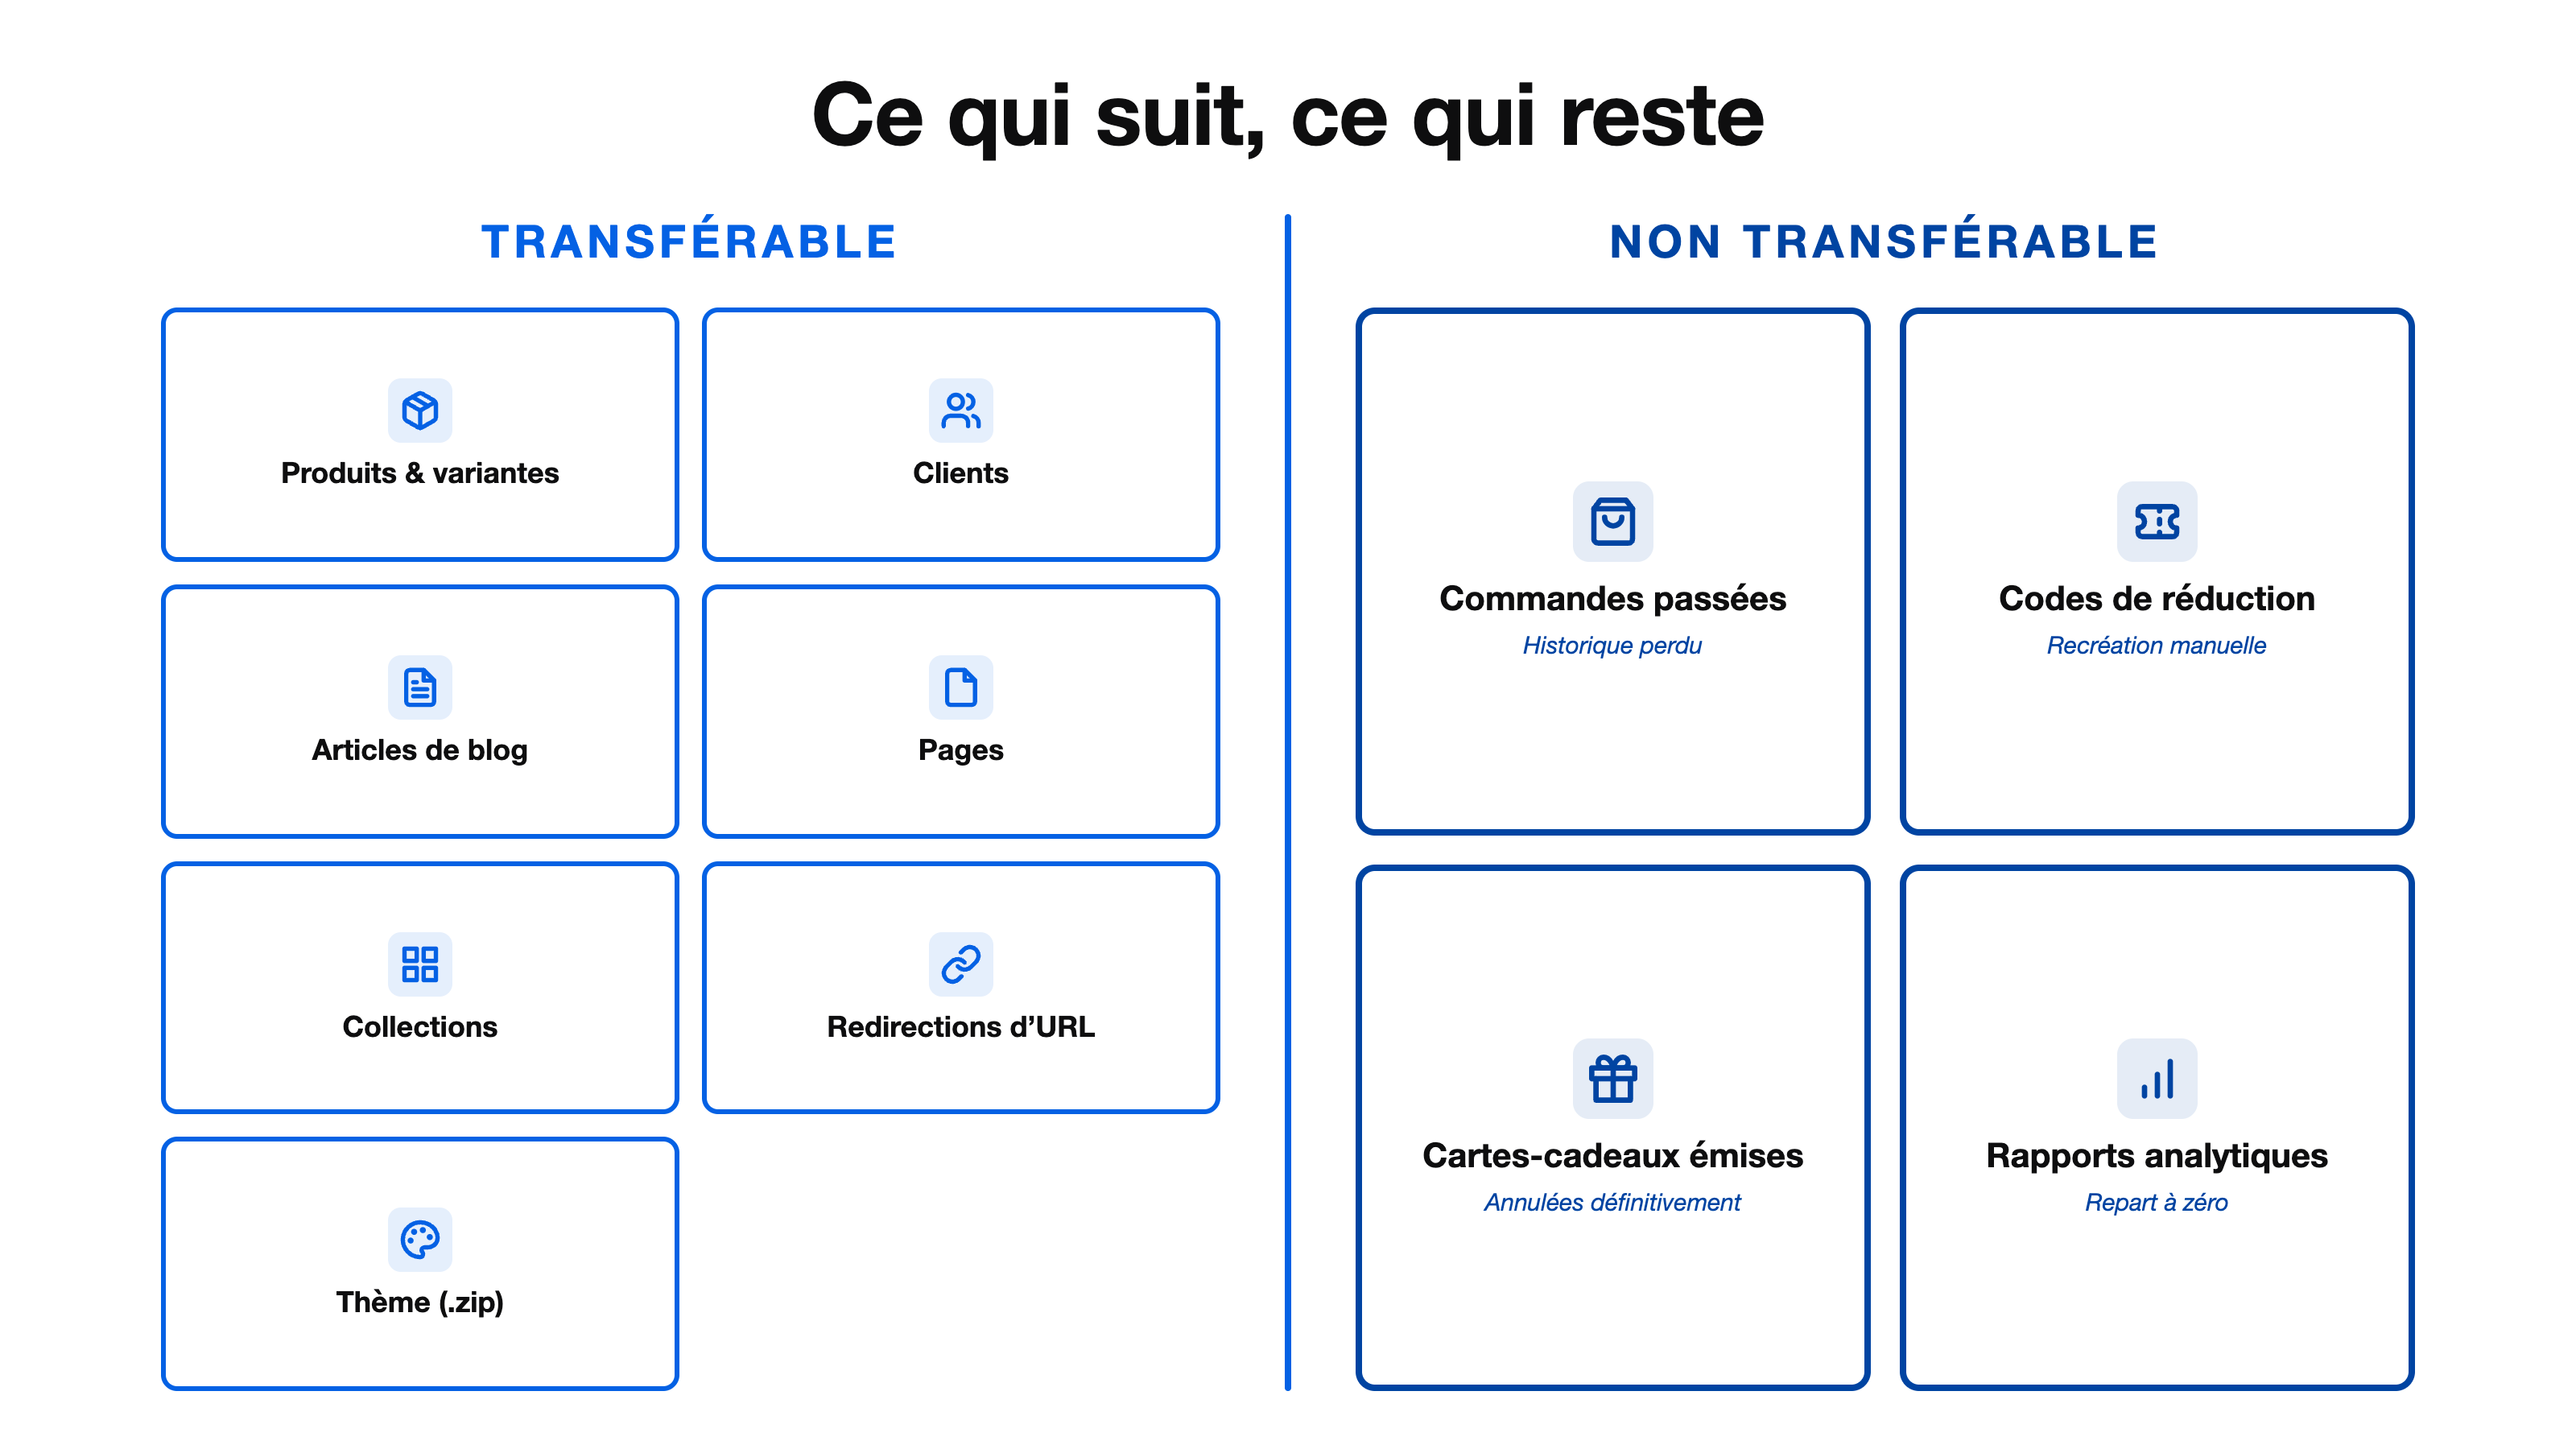 Ce qui suit, ce qui reste
TRANSFÉRABLE
Produits & variantes
Clients
Articles de blog
Pages
Collections
Redirections d’URL
Thème (.zip)
NON TRANSFÉRABLE
Commandes passées
Historique perdu
Codes de réduction
Recréation manuelle
Cartes-cadeaux émises
Annulées définitivement
Rapports analytiques
Repart à zéro